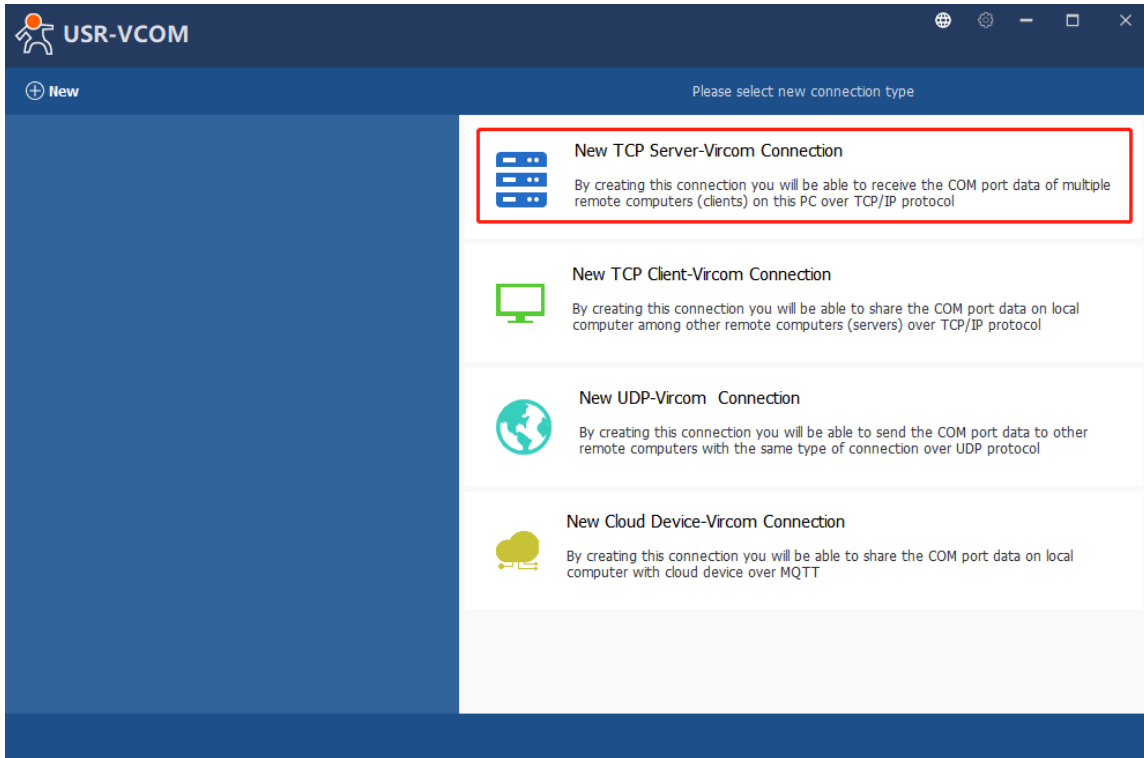 USR-VCOM
New
Please select new connection type
New TCP Server-Vircom Connection
By creating this connection you will be able to receive the COM port data of multiple
remote computers (clients) on this PC over TCP/IP protocol
New TCP Client-Vircom Connection
By creating this connection you will be able to share the COM port data on local
computer among other remote computers (servers) over TCP/IP protocol
New UDP-Vircom  Connection
By creating this connection you will be able to send the COM port data to other
remote computers with the same type of connection over UDP protocol
New Cloud Device-Vircom Connection
By creating this connection you will be able to share the COM port data on local
computer with cloud device over MQTT